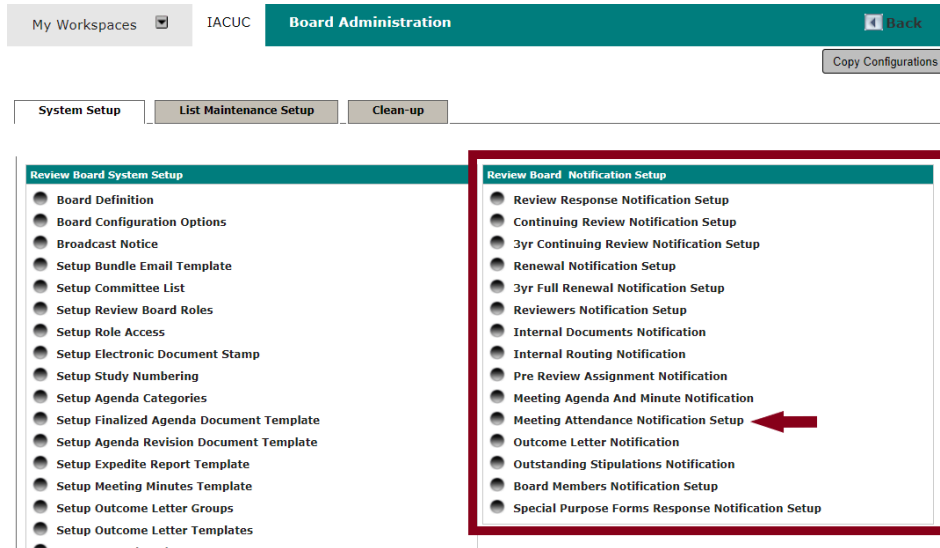 My Workspaces
IACUC
Board Administration
Back
Copy Configurations
System Setup
List Maintenance Setup
Clean-up
Review Board System Setup
Board Definition
Board Configuration Options
Broadcast Notice
Setup Bundle Email Template
Setup Committee List
Setup Review Board Roles
Setup Role Access
Setup Electronic Document Stamp
Setup Study Numbering
Setup Agenda Categories
Setup Finalized Agenda Document Template
Setup Agenda Revision Document Template
Setup Expedite Report Template
Setup Meeting Minutes Template
Setup Outcome Letter Groups
Setup Outcome Letter Templates
Review Board Notification Setup
Review Response Notification Setup
Continuing Review Notification Setup
3yr Continuing Review Notification Setup
Renewal Notification Setup
3yr Full Renewal Notification Setup
Reviewers Notification Setup
Internal Documents Notification
Internal Routing Notification
Pre Review Assignment Notification
Meeting Agenda And Minute Notification
Meeting Attendance Notification Setup
Outcome Letter Notification
Outstanding Stipulations Notification
Board Members Notification Setup
Special Purpose Forms Response Notification Setup